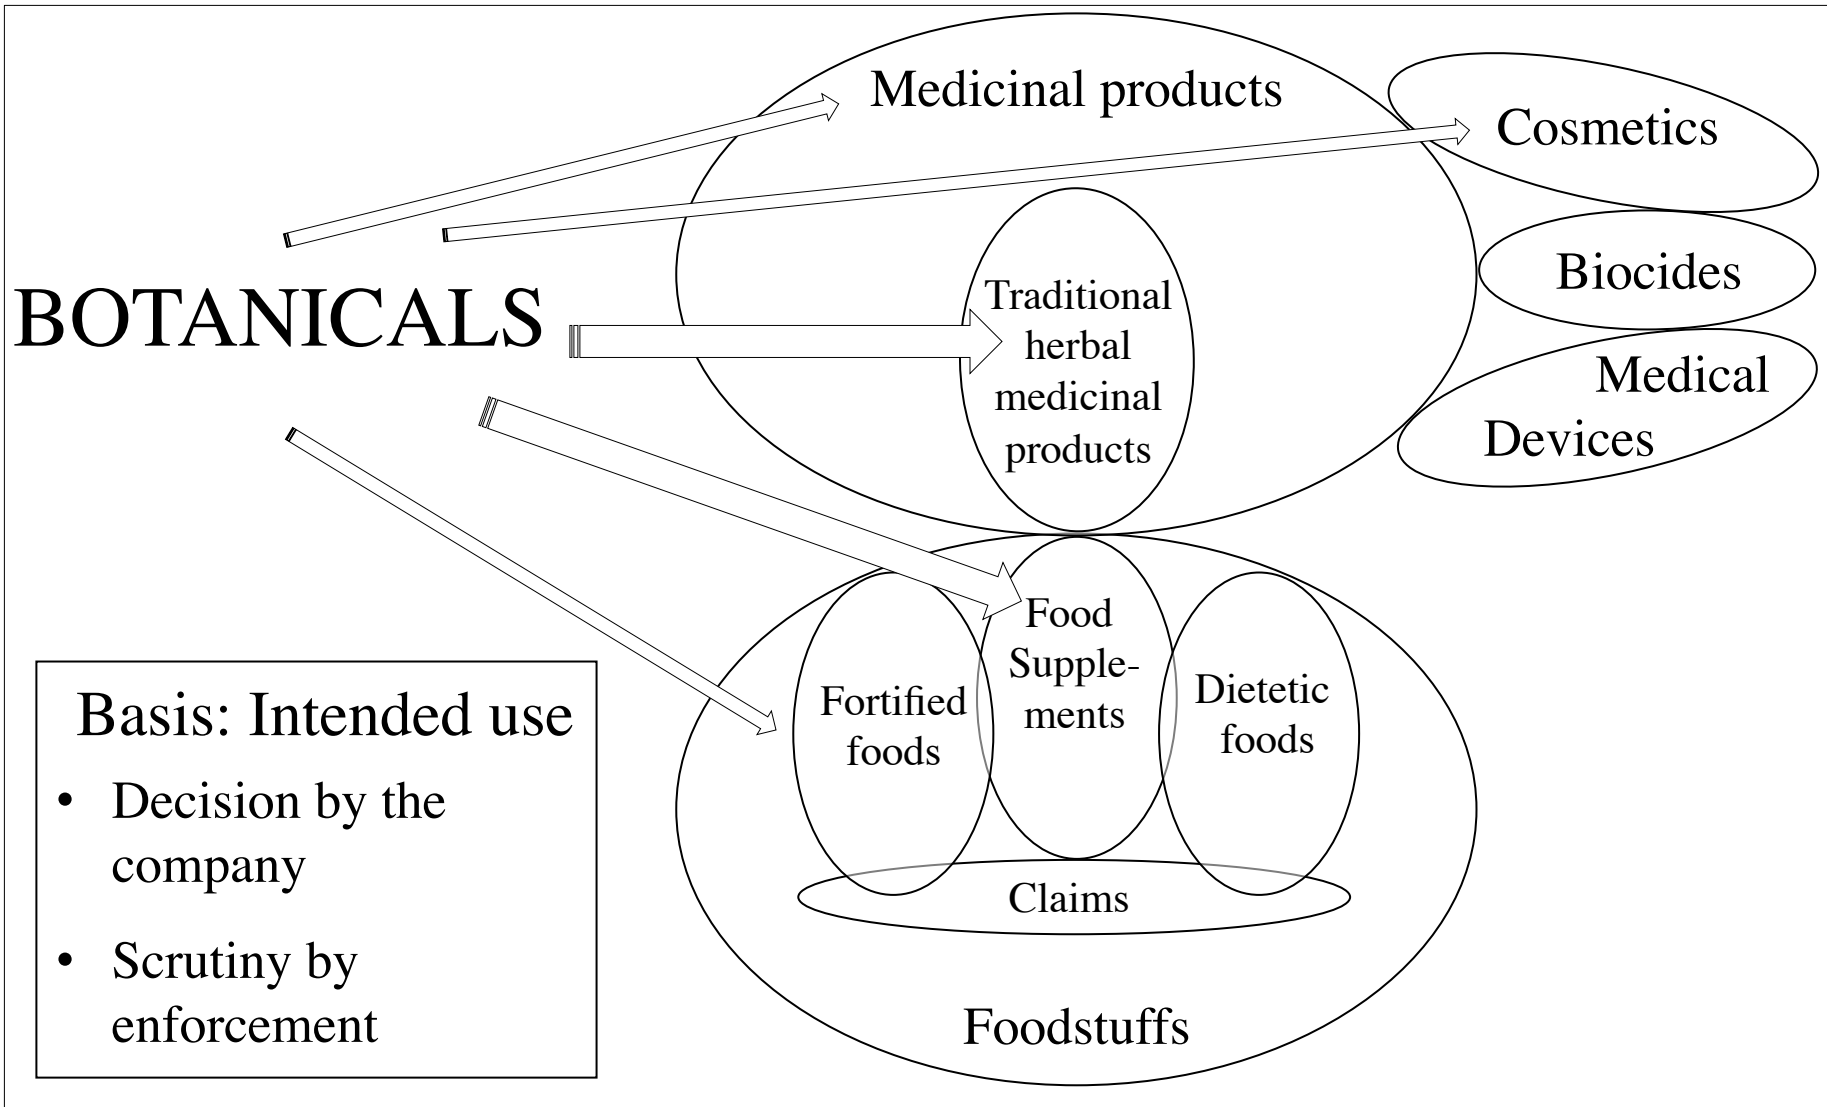 Medicinal products
Cosmetics
Biocides
Medical
Devices
BOTANICALS
Traditional
herbal
medicinal
products
Food
Supple-
ments
Fortified
foods
Dietetic
foods
Claims
Foodstuffs
Basis: Intended use
• Decision by the
company
• Scrutiny by
enforcement